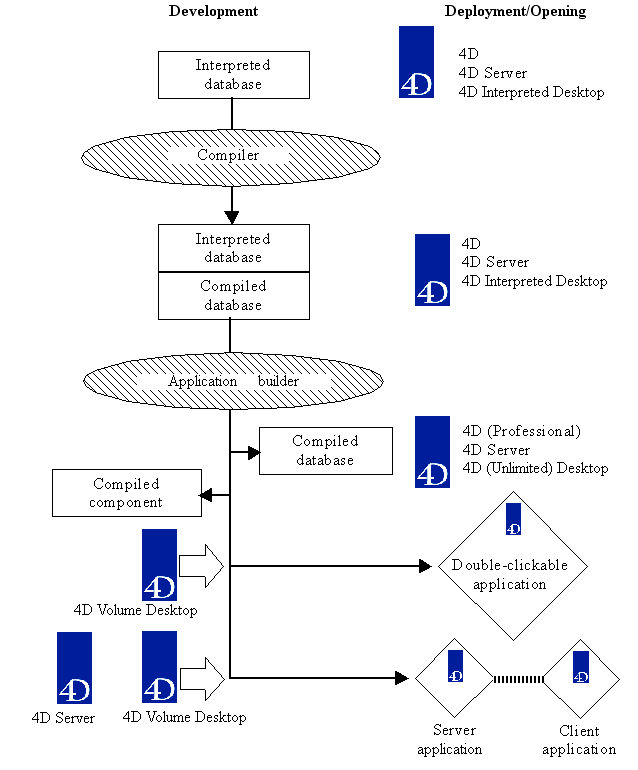 Development
Deployment/Opening
Interpreted
database
4D
4D
4D Server
4D Interpreted Desktop
Compiler
Interpreted
database
Compiled
database
4D
4D
4D Server
4D Interpreted Desktop
Application builder
Compiled
database
4D
4D (Professional)
4D Server
4D (Unlimited) Desktop
Compiled
component
4D
4D Volume Desktop
4D
Double-clickable
application
4D
4D Server
4D
4D Volume Desktop
4D
Server
application
4D
Client
application